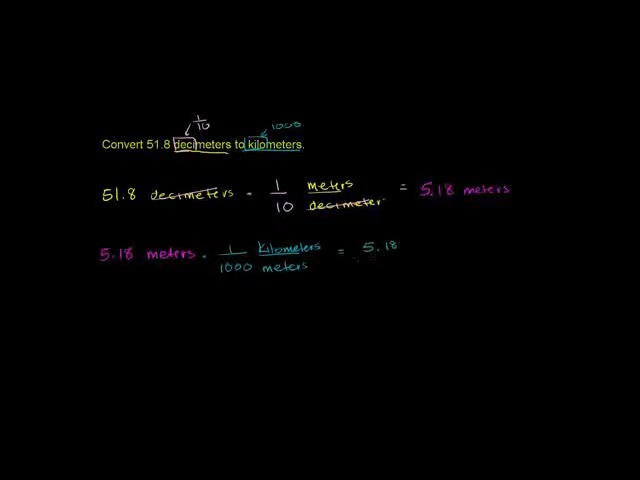 1/10 1000
Convert 51.8 decimeters to kilometers.
51.8 decimeters · 1/10 meters/decimeter = 5.18 meters
5.18 meters · 1/1000 kilometers/meters = 5.18